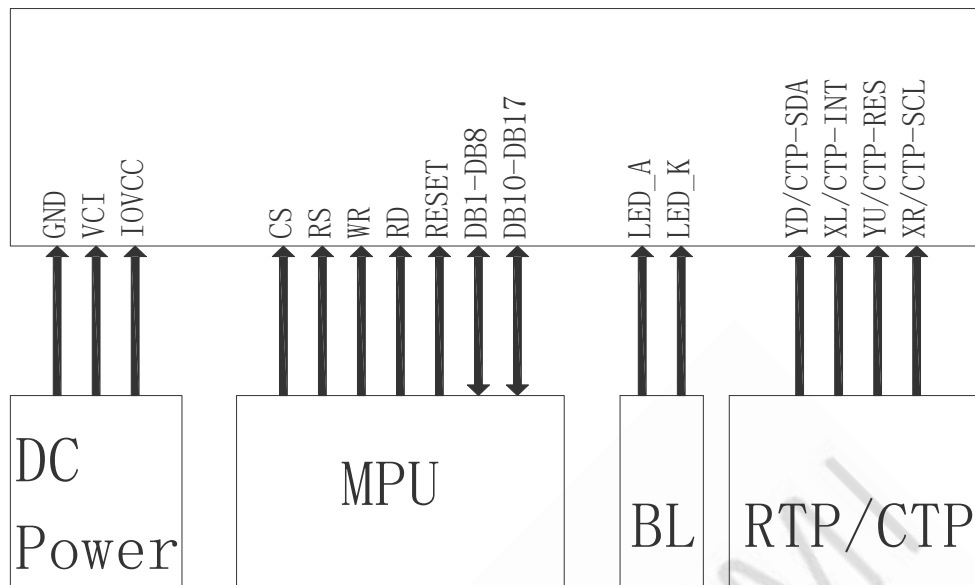 GND
VCI
IOVCC
CS
RS
WR
RD
RESET
DB1-DB8
DB10-DB17
LED_A
LED_K
YD/CTP-SDA
XL/CTP-INT
YU/CTP-RES
XR/CTP-SCL
DC
Power
MPU
BL
RTP/CTP